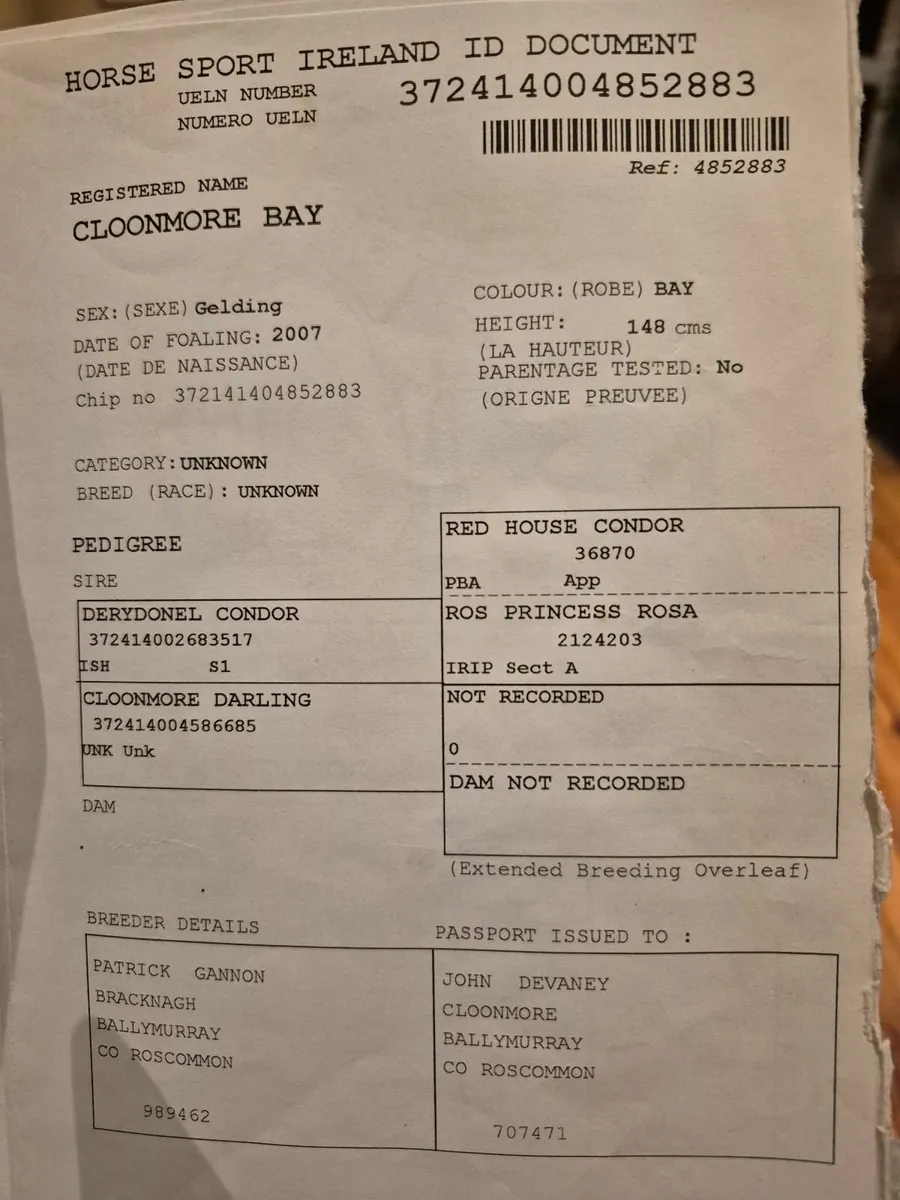 HORSE SPORT IRELAND ID DOCUMENT
UELN NUMBER 372414004852883
NUMERO UELN
Ref: 4852883
REGISTERED NAME
CLOONMORE BAY
SEX: (SEXE) Gelding
DATE OF FOALING: 2007
(DATE DE NAISSANCE)
Chip no 372141404852883
COLOUR: (ROBE) BAY
HEIGHT: 148 cms
(LA HAUTEUR)
PARENTAGE TESTED: No
(ORIGNE PREUVEE)
CATEGORY: UNKNOWN
BREED (RACE) : UNKNOWN
PEDIGREE
SIRE
DERYDONEL CONDOR
372414002683517
ISH S1
CLOONMORE DARLING
372414004586685
UNK Unk
DAM
RED HOUSE CONDOR
36870
PBA App
ROS PRINCESS ROSA
2124203
IRIP Sect A
NOT RECORDED
0
DAM NOT RECORDED
(Extended Breeding Overleaf)
BREEDER DETAILS
PATRICK GANNON
BRACKNAGH
BALLYMURRAY
CO ROSCOMMON
989462
PASSPORT ISSUED TO :
JOHN DEVANEY
CLOONMORE
BALLYMURRAY
CO ROSCOMMON
707471